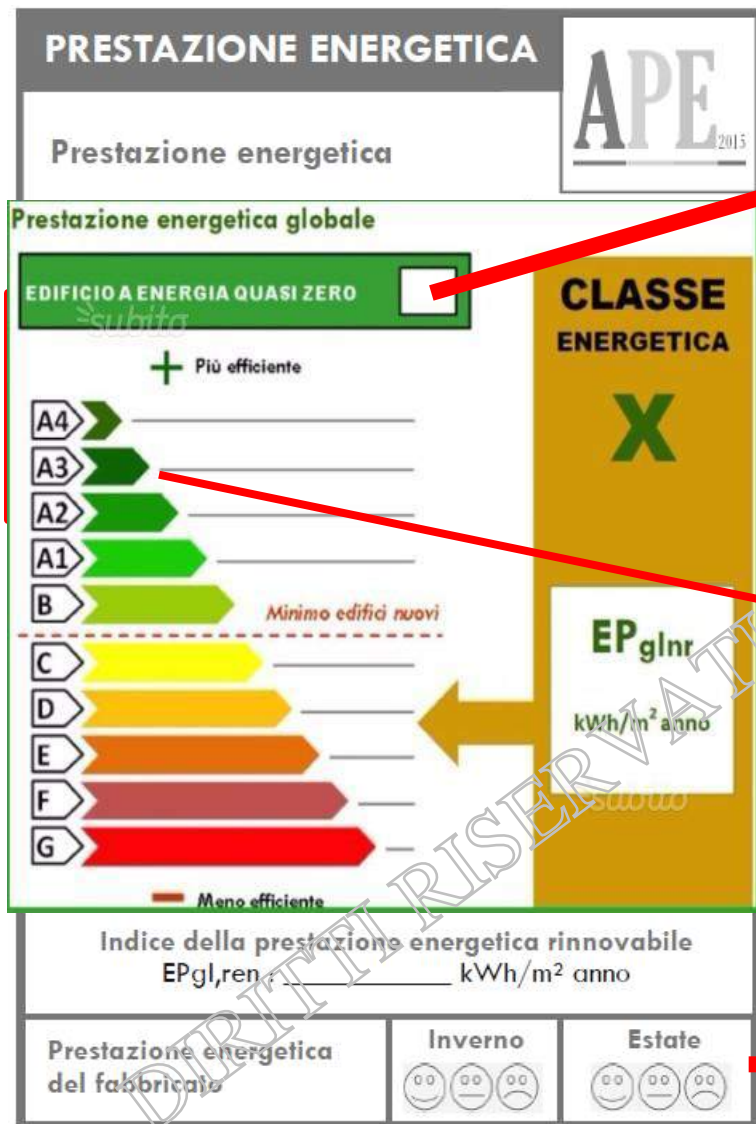 PRESTAZIONE ENERGETICA
APE 2015
Prestazione energetica
Prestazione energetica globale
EDIFICIO A ENERGIA QUASI ZERO
subito
CLASSE
ENERGETICA
X
+ Più efficiente
A4
A3
A2
A1
B
Minimo edifici nuovi
C
D
E
F
G
EPglnr
kWh/m² anno
subito
Meno efficiente
Indice della prestazione energetica rinnovabile
EPgl,ren : ______________ kWh/m² anno
Prestazione energetica
del fabbricato
Inverno
Estate
DIRITTI RISERVATI